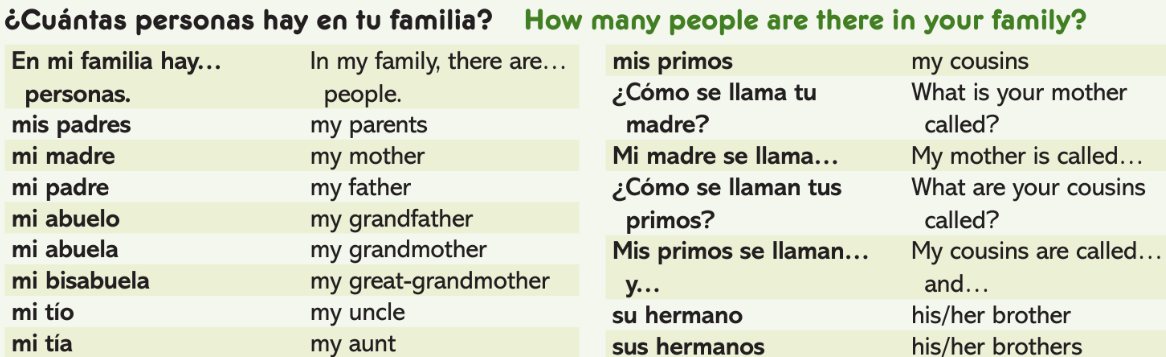 ¿Cuántas personas hay en tu familia? How many people are there in your family?
En mi familia hay… In my family, there are…
personas. people.
mis padres my parents
mi madre my mother
mi padre my father
mi abuelo my grandfather
mi abuela my grandmother
mi bisabuela my great-grandmother
mi tío my uncle
mi tía my aunt
mis primos my cousins
¿Cómo se llama tu What is your mother
madre? called?
Mi madre se llama… My mother is called…
¿Cómo se llaman tus What are your cousins
primos? called?
Mis primos se llaman… My cousins are called…
y… and…
su hermano his/her brother
sus hermanos his/her brothers